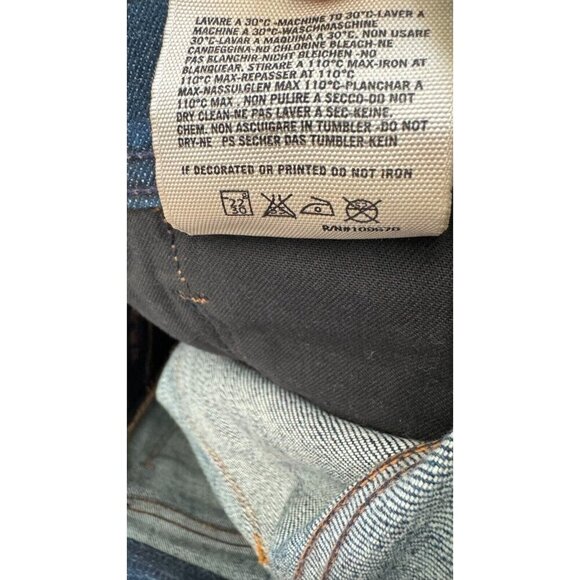 LAVARE A 30°C -MACHINE TO 30°C-LAVER A
MACHINE A 30°C-WASCHMASCHINE
30°C-LAVAR A MAQUINA A 30°C. NON USARE
CANDEGGINA-NO CHLORINE BLEACH-NE
PAS BLANCHIR-NICHT BLEICHEN -NO
BLANQUEAR, STIRARE A 110°C MAX-IRON AT
110°C MAX-REPASSER AT 110°C
MAX-NASSULGLEN MAX 110°C-PLANCHAR A
110°C MAX , NON PULIRE A SECCO-DO NOT
DRY CLEAN-NE PAS LAVER A SEC-KEINE
CHEM. NON ASCUIGARE IN TUMBLER -DO NOT
DRY-NE PS SECHER DAS TUMBLER-KEIN
IF DECORATED OR PRINTED DO NOT IRON
R/N#109670